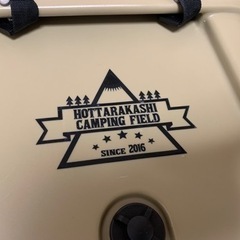 HOTTARAKASHI
CAMPING FIELD
SINCE 2016